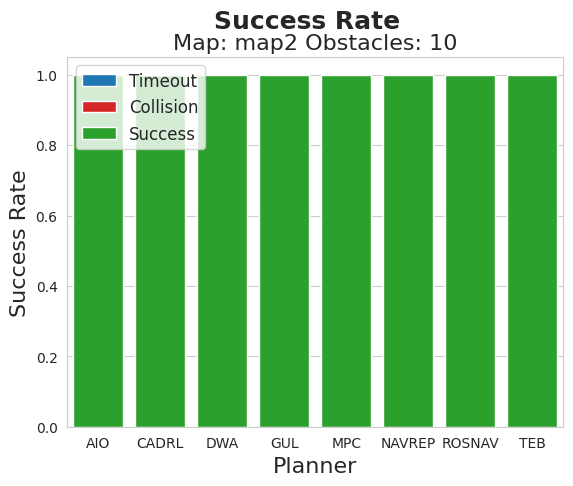 Success Rate
Map: map2 Obstacles: 10
Timeout
Collision
Success
Success Rate
1.0
0.8
0.6
0.4
0.2
0.0
AIO CADRL DWA GUL MPC NAVREP ROSNAV TEB
Planner